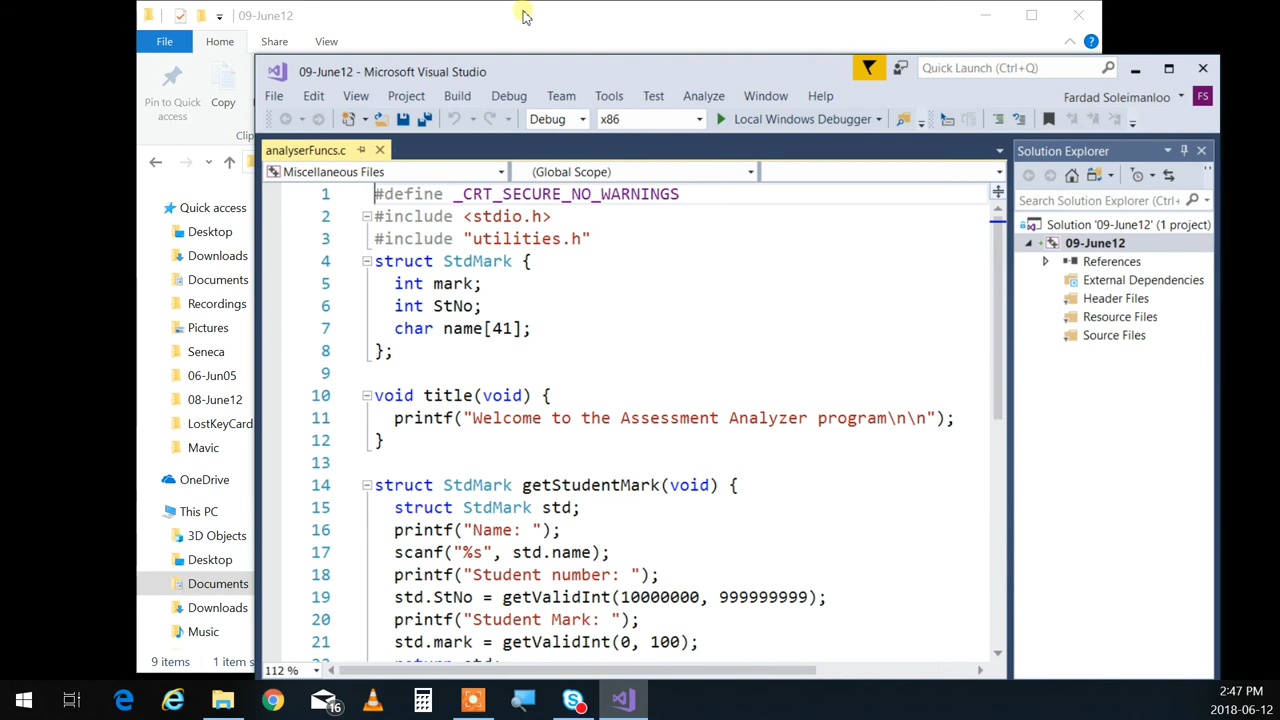 09-June12
File Home Share View
Pin to Quick access
Copy
Clip
Quick access
Desktop
Downloads
Documents
Recordings
Pictures
Seneca
06-Jun05
08-June12
LostKeyCard
Mavic
OneDrive
This PC
3D Objects
Desktop
Documents
Downloads
Music
9 items 1 item s
09-June12 - Microsoft Visual Studio
Quick Launch (Ctrl+Q)
File Edit View Project Build Debug Team Tools Test Analyze Window Help
Fardad Soleimanloo FS
Debug x86 Local Windows Debugger
analyserFuncs.c
Miscellaneous Files (Global Scope)
1 #define _CRT_SECURE_NO_WARNINGS
2 #include <stdio.h>
3 #include "utilities.h"
4 struct StdMark {
5 int mark;
6 int StNo;
7 char name[41];
8 };
9
10 void title(void) {
11 printf("Welcome to the Assessment Analyzer program\n\n");
12 }
13
14 struct StdMark getStudentMark(void) {
15 struct StdMark std;
16 printf("Name: ");
17 scanf("%s", std.name);
18 printf("Student number: ");
19 std.StNo = getValidInt(10000000, 999999999);
20 printf("Student Mark: ");
21 std.mark = getValidInt(0, 100);
22 return std;
112 %
Solution Explorer
Search Solution Explorer (Ctrl+
Solution '09-June12' (1 project)
09-June12
References
External Dependencies
Header Files
Resource Files
Source Files
16
2:47 PM
2018-06-12